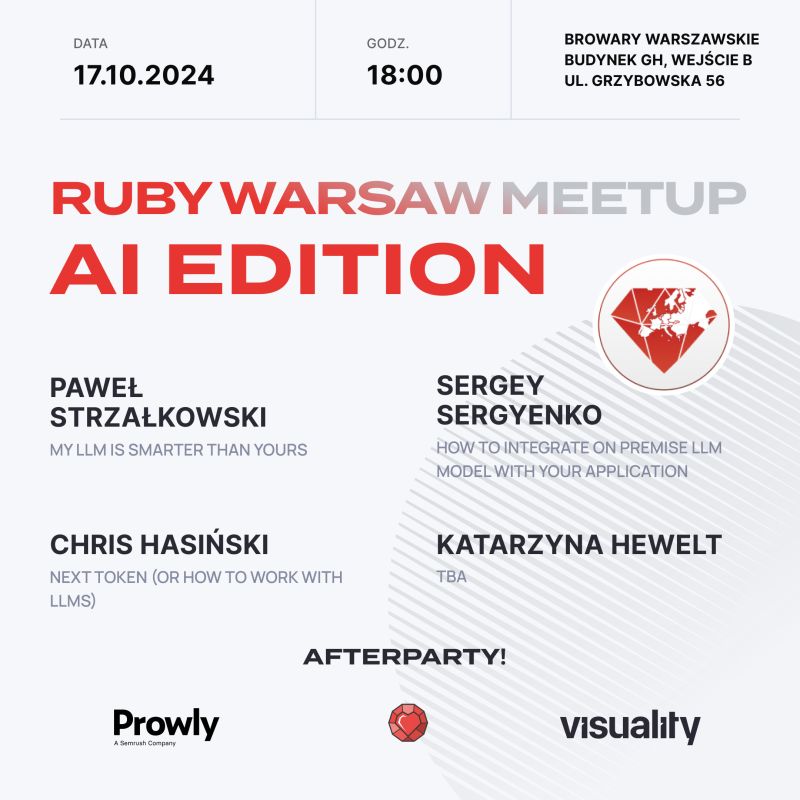 DATA
17.10.2024
GODZ.
18:00
BROWARY WARSZAWSKIE
BUDYNEK GH, WEJŚCIE B
UL. GRZYBOWSKA 56
RUBY WARSAW MEETUP
AI EDITION
PAWEŁ
STRZAŁKOWSKI
MY LLM IS SMARTER THAN YOURS
SERGEY
SERGYENKO
HOW TO INTEGRATE ON PREMISE LLM
MODEL WITH YOUR APPLICATION
CHRIS HASIŃSKI
NEXT TOKEN (OR HOW TO WORK WITH
LLMS)
KATARZYNA HEWELT
TBA
AFTERPARTY!
Prowly
A Semrush Company
visuality